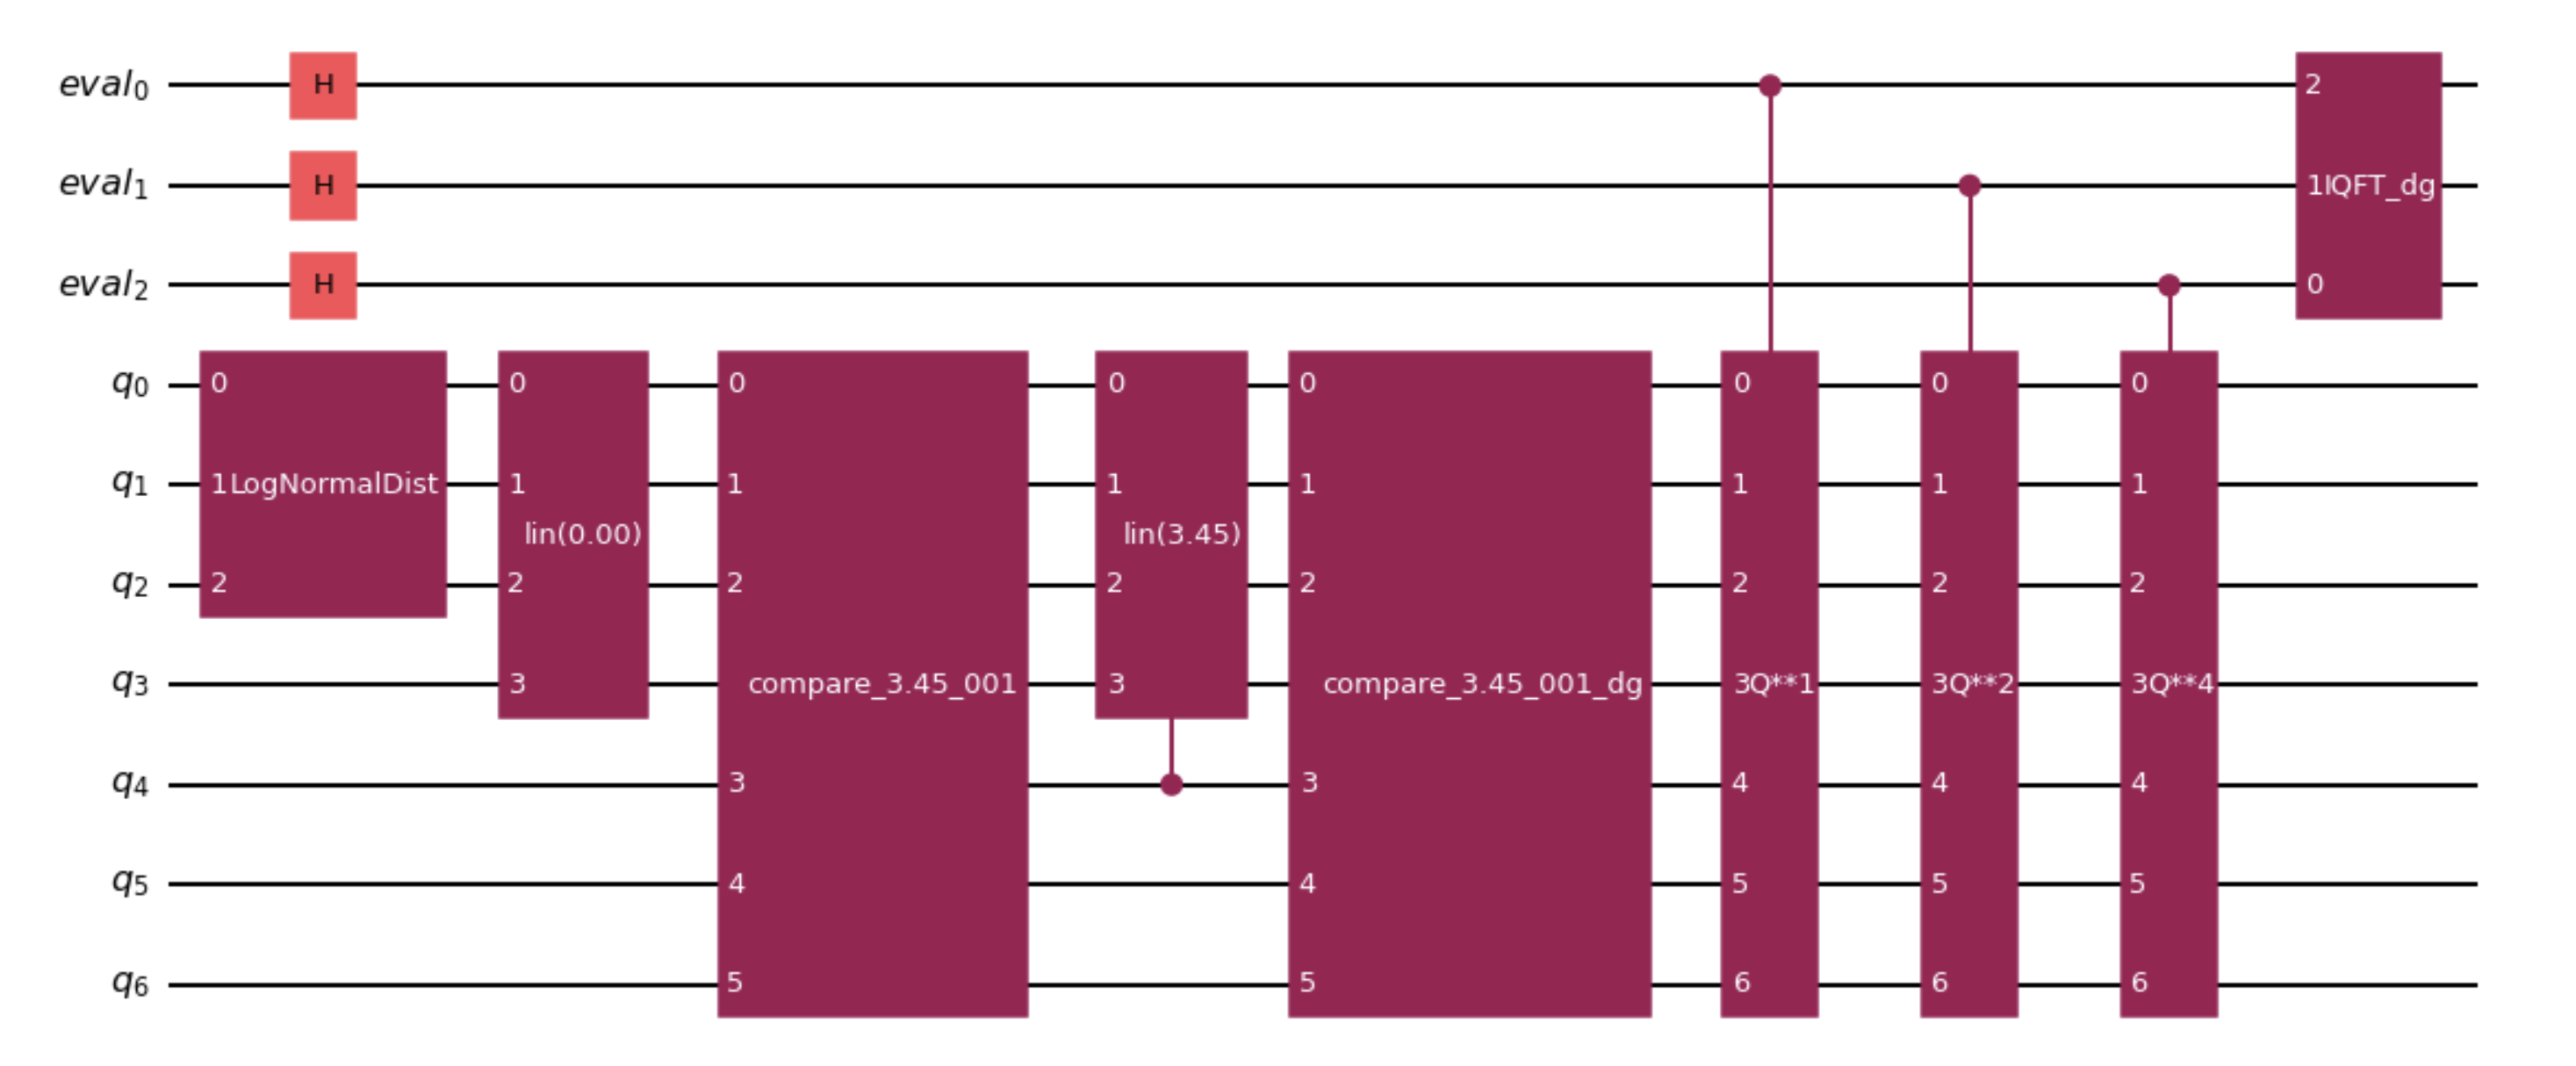 eval0 H 2
eval1 H 1IQFT_dg
eval2 H 0
q0 0 0 0 0 0 0 0 0
q1 1LogNormalDist 1 1 1 1 1 1 1
lin(0.00) lin(3.45)
q2 2 2 2 2 2 2 2 2
q3 3 compare_3.45_001 3 compare_3.45_001_dg 3Q**1 3Q**2 3Q**4
q4 3 3 4 4 4
q5 4 4 5 5 5
q6 5 5 6 6 6